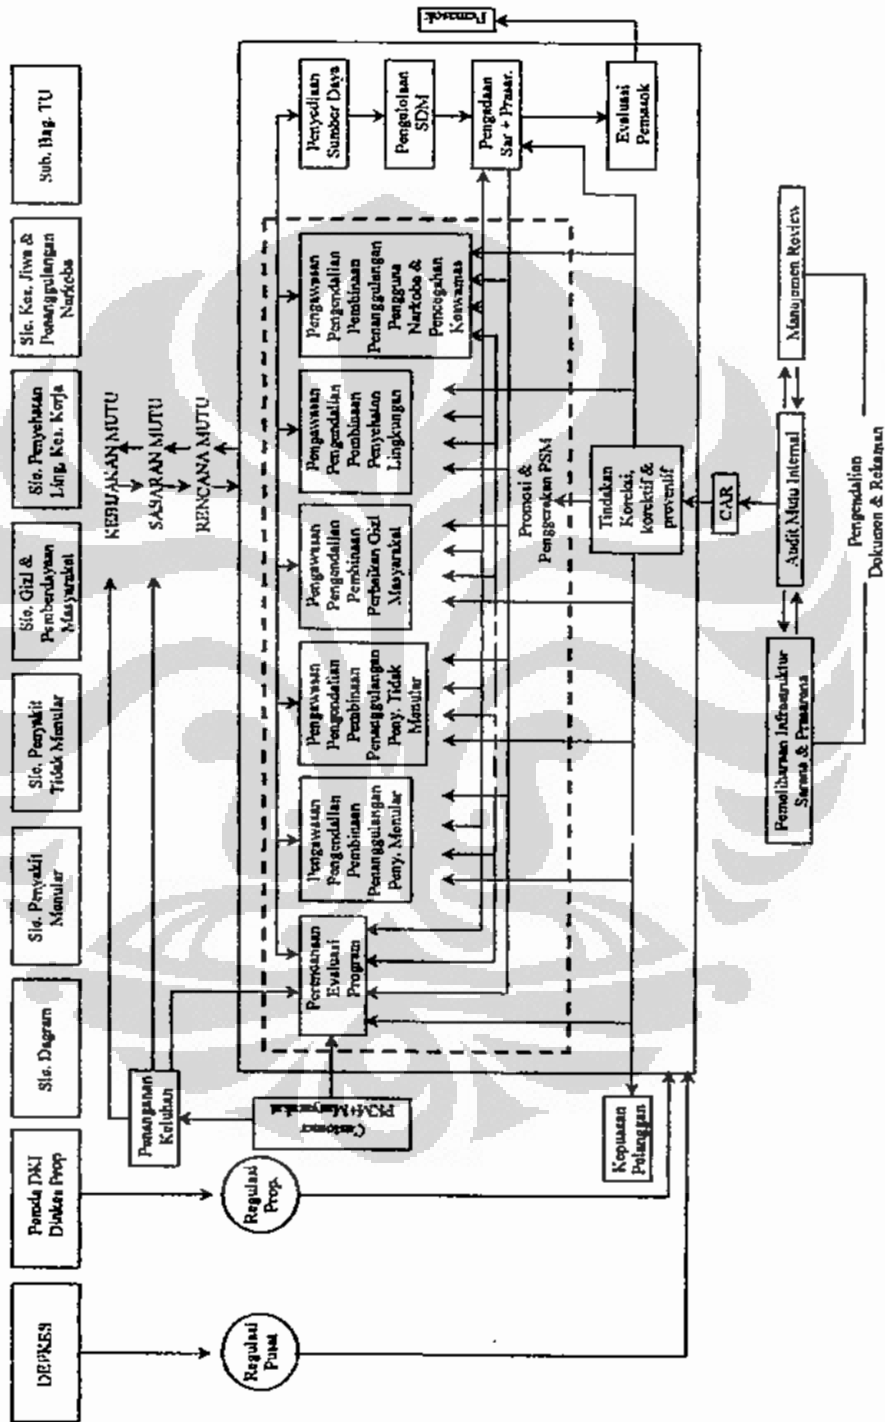 DEPKES
Pemda DKI
Dinkes Prop
Sie. Dagram
Sie. Penyakit
Menular
Sie. Penyakit
Tidak Menular
Sie. Gizi &
Pemberdayaan
Masyarakat
Sie. Penyehatan
Ling. Kes. Kerja
Sie. Kes. Jiwa &
Penanggulangan
Narkoba
Sub. Bag. TU
Regulasi
Pusat
Regulasi
Prop.
Penanganan
Keluhan
Customer
PKM+Masyarakat
KEBIJAKAN MUTU
SASARAN MUTU
RENCANA MUTU
Perencanaan
Evaluasi
Program
Pengawasan
Pengendalian
Pembinaan
Penanggulangan
Peny. Menular
Pengawasan
Pengendalian
Pembinaan
Penanggulangan
Peny. Tidak
Menular
Pengawasan
Pengendalian
Pembinaan
Perbaikan Gizi
Masyarakat
Pengawasan
Pengendalian
Pembinaan
Penyehatan
Lingkungan
Pengawasan
Pengendalian
Pembinaan
Penanggulangan
Pengguna
Narkoba &
Pencegahan
Keswamas
Penyediaan
Sumber Daya
Pengelolaan
SDM
Pengadaan
Sar + Prasar.
Evaluasi
Pemasok
Pemasok
Promosi &
Penggerakan PSM
Kepuasan
Pelanggan
Tindakan
Koreksi,
korektif &
preventif
CAR
Pemeliharaan Infrastruktur
Sarana & Prasarana
Audit Mutu Internal
Manajemen Review
Pengendalian
Dokumen & Rekaman